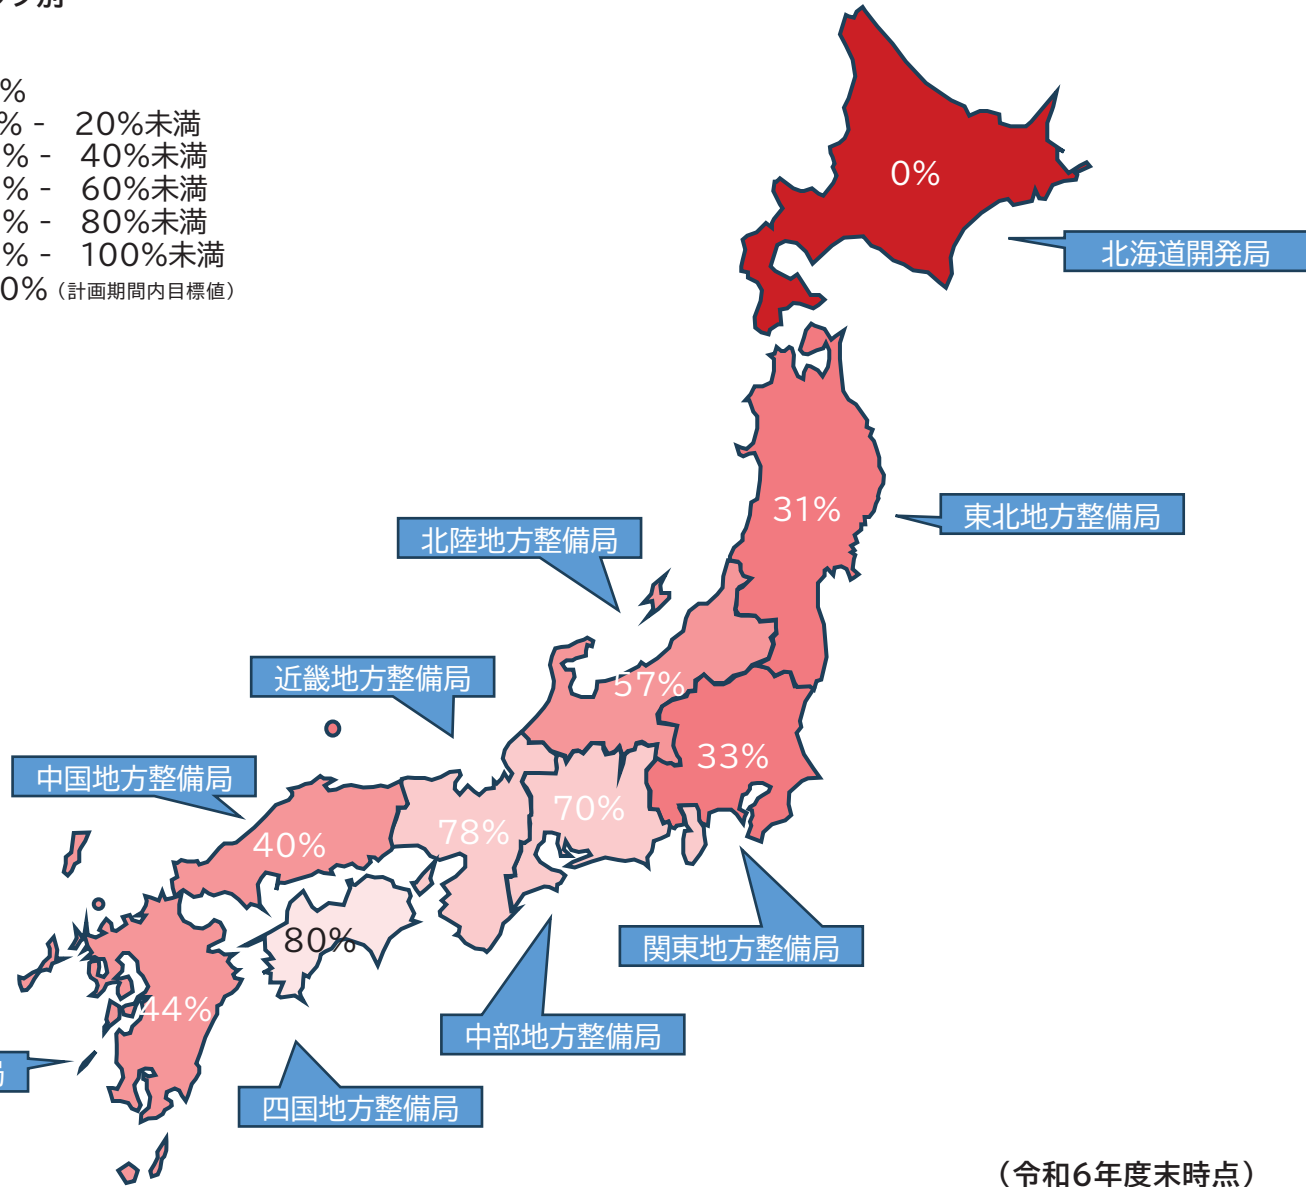 別
%
% - 20%未満
% - 40%未満
% - 60%未満
% - 80%未満
% - 100%未満
0%（計画期間内目標値）
0%
北海道開発局
31%
東北地方整備局
北陸地方整備局
57%
近畿地方整備局
33%
中国地方整備局
70%
78%
40%
関東地方整備局
80%
44%
中部地方整備局
局
四国地方整備局
（令和6年度末時点）